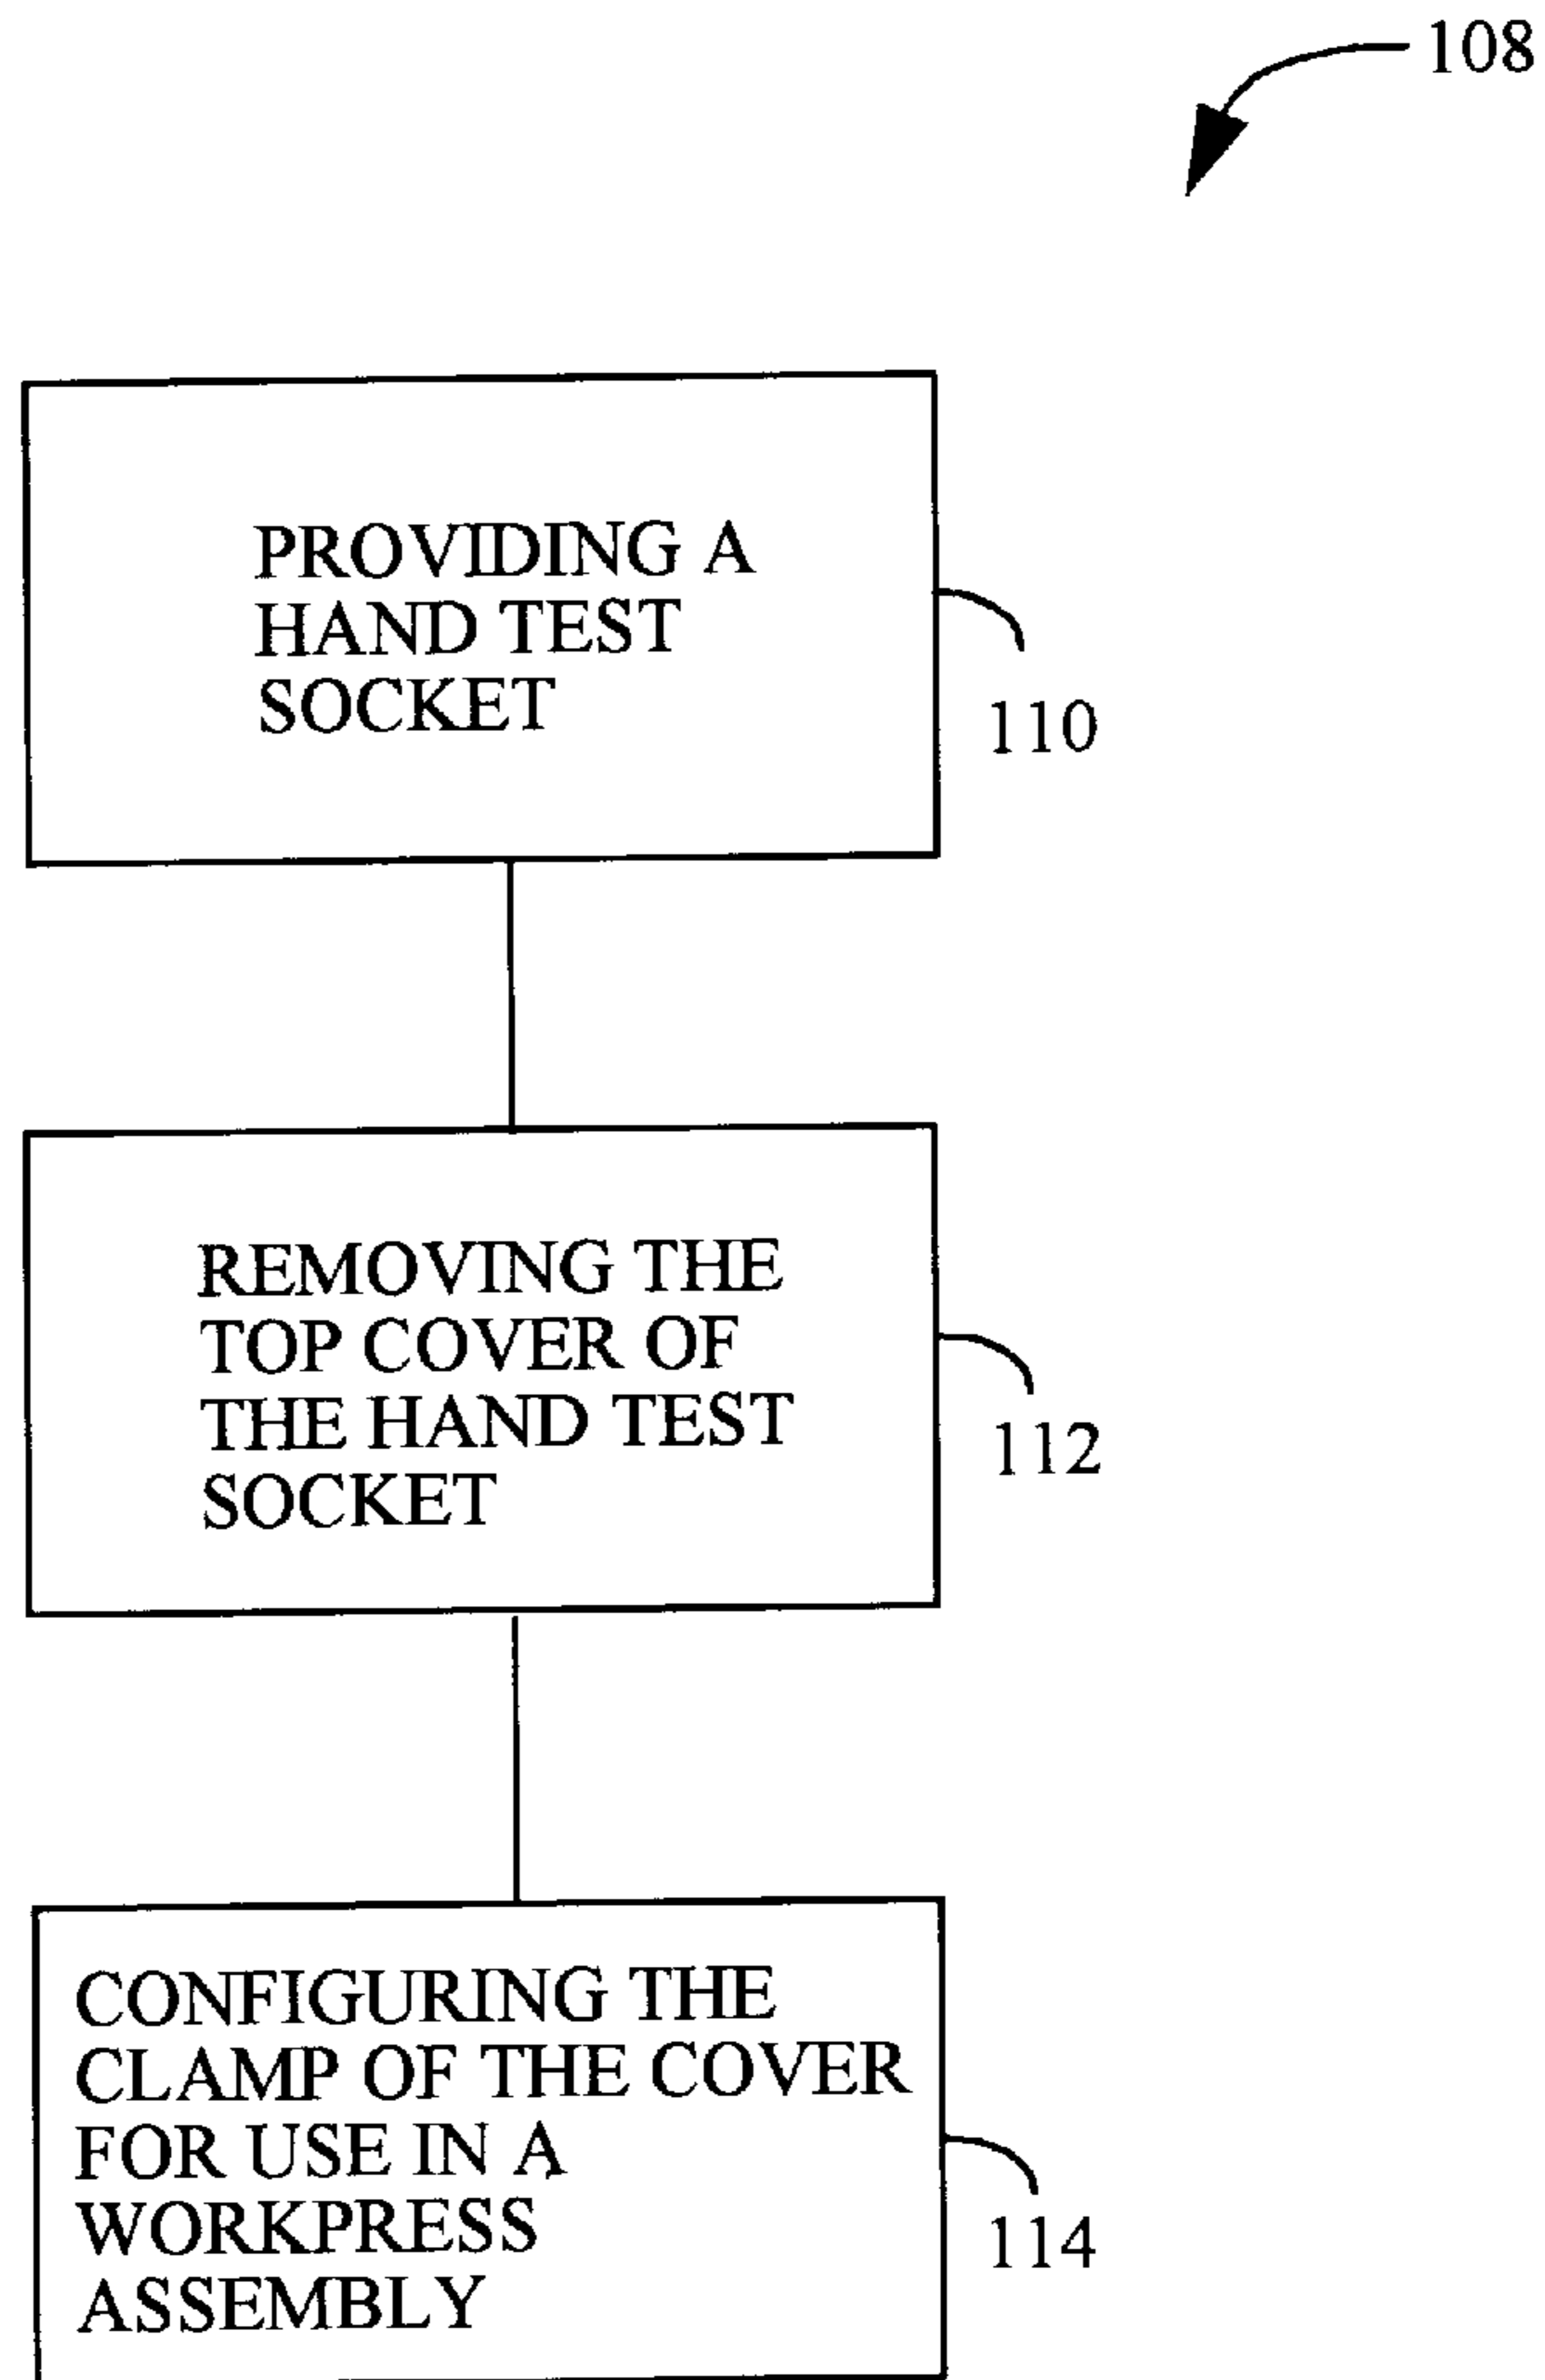 108
PROVIDING A
HAND TEST
SOCKET
110
REMOVING THE
TOP COVER OF
THE HAND TEST
SOCKET
112
CONFIGURING THE
CLAMP OF THE COVER
FOR USE IN A
WORKPRESS
ASSEMBLY
114